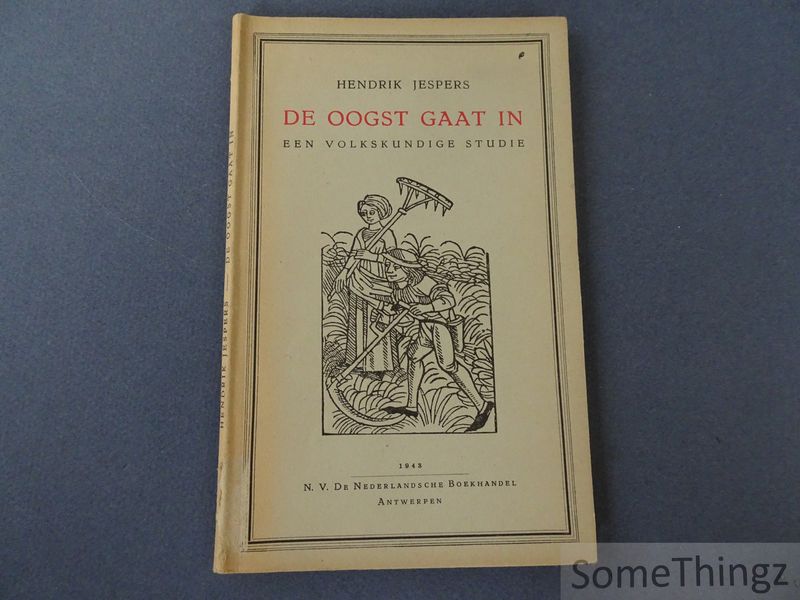 HENDRIK JESPERS
DE OOGST GAAT IN
EEN VOLKSKUNDIGE STUDIE
1943
N. V. DE NEDERLANDSCHE BOEKHANDEL
ANTWERPEN
HENDRIK JESPERS — DE OOGST GAAT IN
SomeThingz